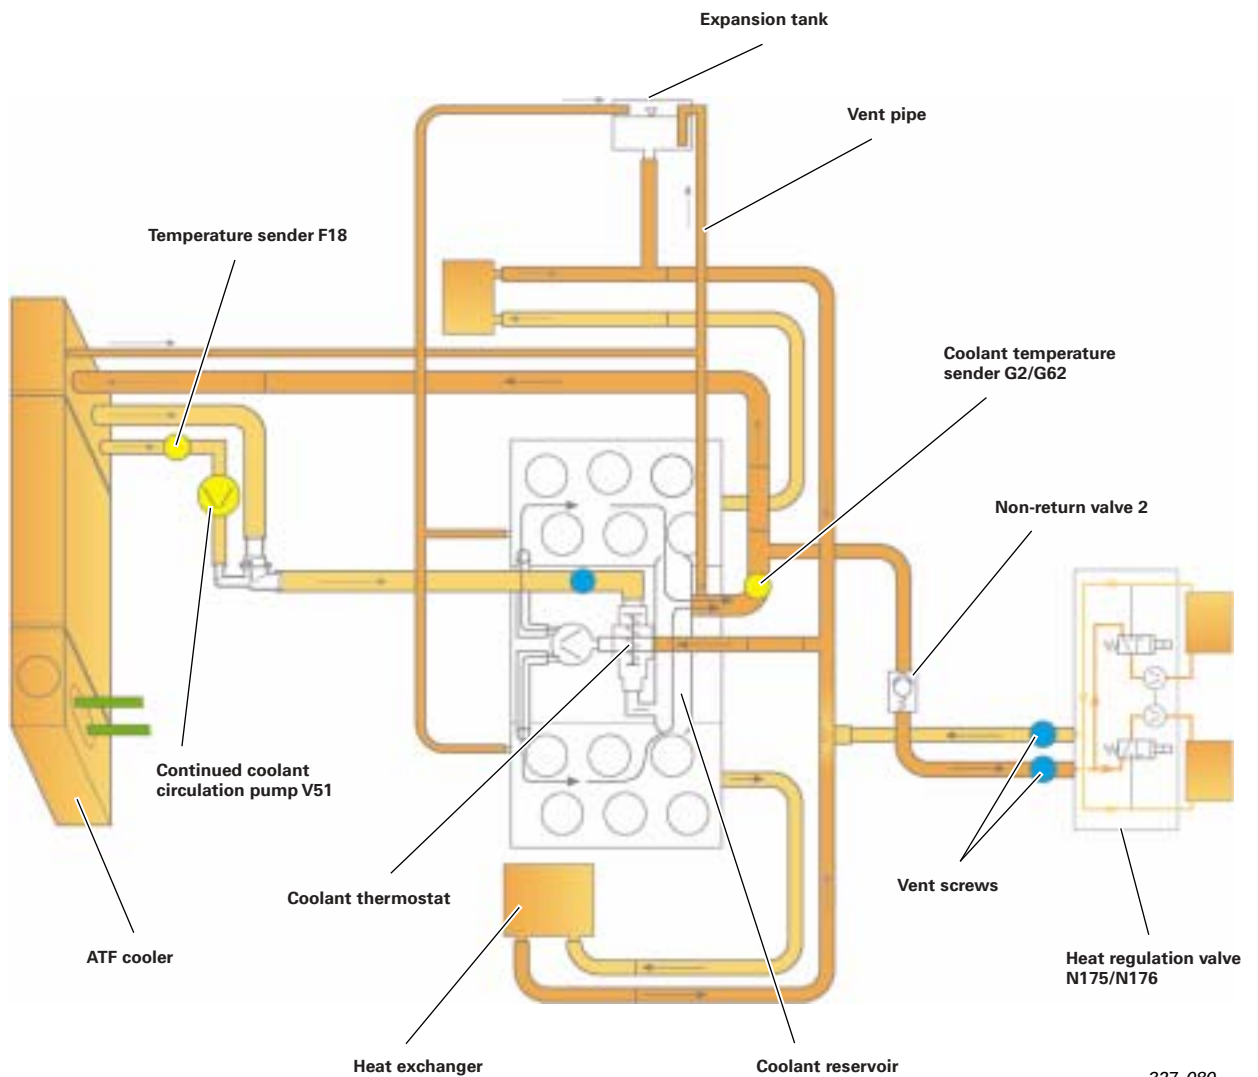 Expansion tank
Vent pipe
Temperature sender F18
Coolant temperature
sender G2/G62
Non-return valve 2
Continued coolant
circulation pump V51
Coolant thermostat
Vent screws
ATF cooler
Heat regulation valve
N175/N176
Heat exchanger
Coolant reservoir